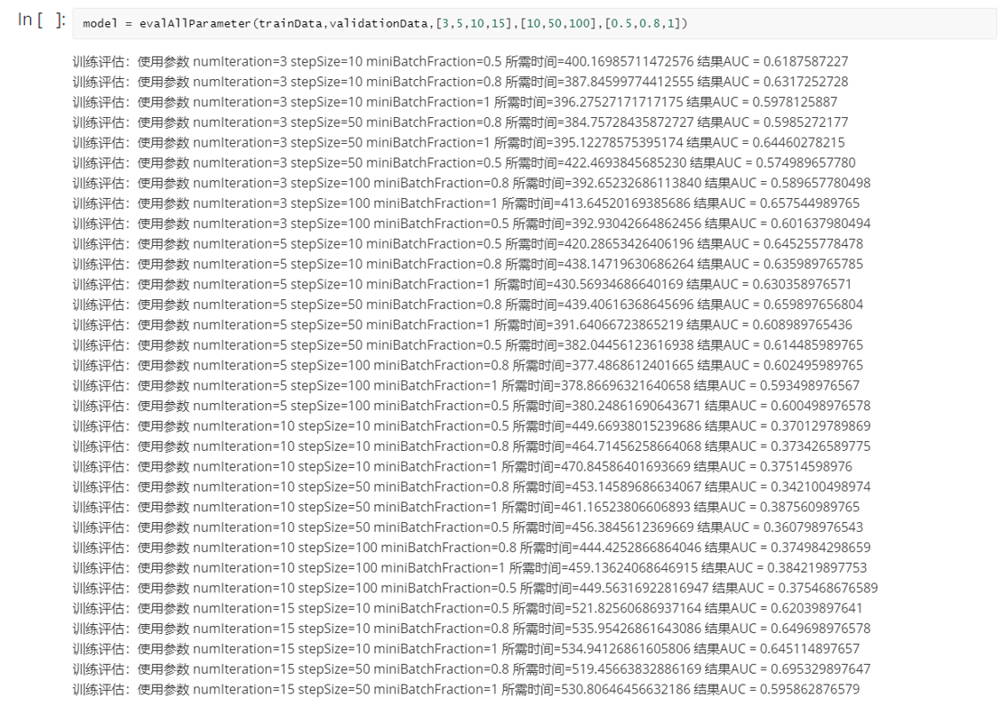 In [ ]: model = evalAllParameter(trainData,validationData,[3,5,10,15],[10,50,100],[0.5,0.8,1])
训练评估：使用参数 numIteration=3 stepSize=10 miniBatchFraction=0.5 所需时间=400.16985711472576 结果AUC = 0.6187587227
训练评估：使用参数 numIteration=3 stepSize=10 miniBatchFraction=0.8 所需时间=387.84599774412555 结果AUC = 0.6317252728
训练评估：使用参数 numIteration=3 stepSize=10 miniBatchFraction=1 所需时间=396.27527171717175 结果AUC = 0.5978125887
训练评估：使用参数 numIteration=3 stepSize=50 miniBatchFraction=0.8 所需时间=384.75728435872727 结果AUC = 0.5985272177
训练评估：使用参数 numIteration=3 stepSize=50 miniBatchFraction=1 所需时间=395.12278575395174 结果AUC = 0.64460278215
训练评估：使用参数 numIteration=3 stepSize=50 miniBatchFraction=0.5 所需时间=422.4693845685230 结果AUC = 0.574989657780
训练评估：使用参数 numIteration=3 stepSize=100 miniBatchFraction=0.8 所需时间=392.65232686113840 结果AUC = 0.589657780498
训练评估：使用参数 numIteration=3 stepSize=100 miniBatchFraction=1 所需时间=413.64520169385686 结果AUC = 0.657544989765
训练评估：使用参数 numIteration=3 stepSize=100 miniBatchFraction=0.5 所需时间=392.93042664862456 结果AUC = 0.601637980494
训练评估：使用参数 numIteration=5 stepSize=10 miniBatchFraction=0.5 所需时间=420.28653426406196 结果AUC = 0.645255778478
训练评估：使用参数 numIteration=5 stepSize=10 miniBatchFraction=0.8 所需时间=438.14719630686264 结果AUC = 0.635989765785
训练评估：使用参数 numIteration=5 stepSize=10 miniBatchFraction=1 所需时间=430.56934686640169 结果AUC = 0.630358976571
训练评估：使用参数 numIteration=5 stepSize=50 miniBatchFraction=0.8 所需时间=439.40616368645696 结果AUC = 0.659897656804
训练评估：使用参数 numIteration=5 stepSize=50 miniBatchFraction=1 所需时间=391.64066723865219 结果AUC = 0.608989765436
训练评估：使用参数 numIteration=5 stepSize=50 miniBatchFraction=0.5 所需时间=382.04456123616938 结果AUC = 0.614485989765
训练评估：使用参数 numIteration=5 stepSize=100 miniBatchFraction=0.8 所需时间=377.4868612401665 结果AUC = 0.602495989765
训练评估：使用参数 numIteration=5 stepSize=100 miniBatchFraction=1 所需时间=378.86696321640658 结果AUC = 0.593498976567
训练评估：使用参数 numIteration=5 stepSize=100 miniBatchFraction=0.5 所需时间=380.24861690643671 结果AUC = 0.600498976578
训练评估：使用参数 numIteration=10 stepSize=10 miniBatchFraction=0.5 所需时间=449.66938015239686 结果AUC = 0.370129789869
训练评估：使用参数 numIteration=10 stepSize=10 miniBatchFraction=0.8 所需时间=464.71456258664068 结果AUC = 0.373426589775
训练评估：使用参数 numIteration=10 stepSize=10 miniBatchFraction=1 所需时间=470.84586401693669 结果AUC = 0.37514598976
训练评估：使用参数 numIteration=10 stepSize=50 miniBatchFraction=0.8 所需时间=453.14589686634067 结果AUC = 0.342100498974
训练评估：使用参数 numIteration=10 stepSize=50 miniBatchFraction=1 所需时间=461.16523806606893 结果AUC = 0.387560989765
训练评估：使用参数 numIteration=10 stepSize=50 miniBatchFraction=0.5 所需时间=456.3845612369669 结果AUC = 0.360798976543
训练评估：使用参数 numIteration=10 stepSize=100 miniBatchFraction=0.8 所需时间=444.4252866864046 结果AUC = 0.374984298659
训练评估：使用参数 numIteration=10 stepSize=100 miniBatchFraction=1 所需时间=459.13624068646915 结果AUC = 0.384219897753
训练评估：使用参数 numIteration=10 stepSize=100 miniBatchFraction=0.5 所需时间=449.56316922816947 结果AUC = 0.375468676589
训练评估：使用参数 numIteration=15 stepSize=10 miniBatchFraction=0.5 所需时间=521.82560686937164 结果AUC = 0.62039897641
训练评估：使用参数 numIteration=15 stepSize=10 miniBatchFraction=0.8 所需时间=535.95426861643086 结果AUC = 0.649698976578
训练评估：使用参数 numIteration=15 stepSize=10 miniBatchFraction=1 所需时间=534.94126861605806 结果AUC = 0.645114897657
训练评估：使用参数 numIteration=15 stepSize=50 miniBatchFraction=0.8 所需时间=519.45663832886169 结果AUC = 0.695329897647
训练评估：使用参数 numIteration=15 stepSize=50 miniBatchFraction=1 所需时间=530.80646456632186 结果AUC = 0.595862876579